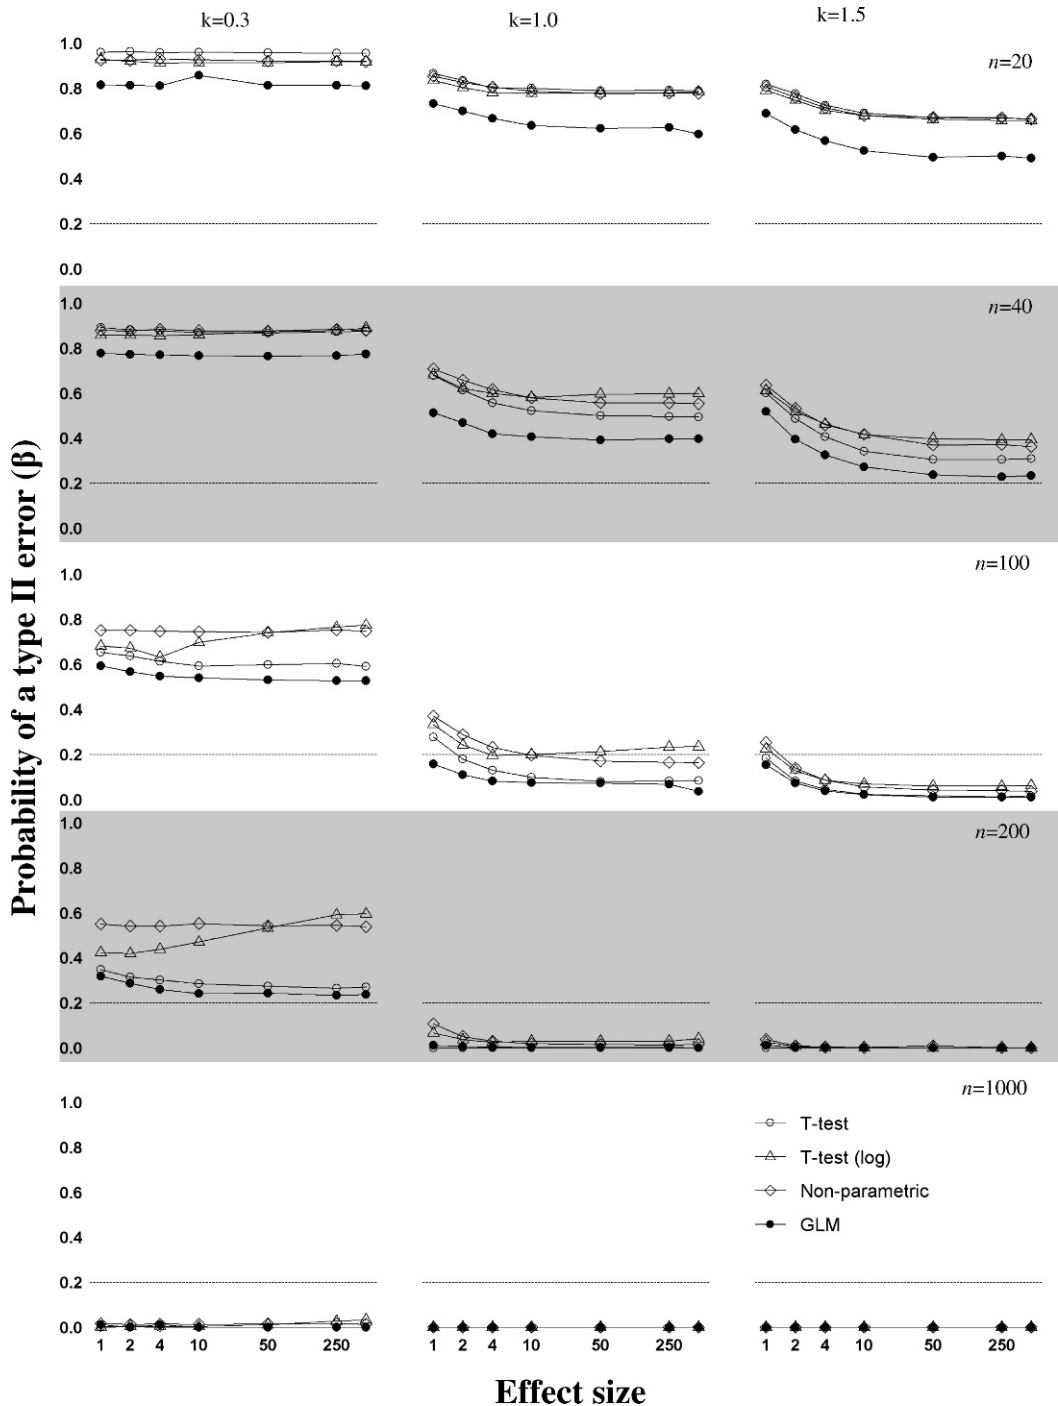 k=0.3 k=1.0 k=1.5
n=20
1.0
0.8
0.6
0.4
0.2
0.0
n=40
1.0
0.8
0.6
0.4
0.2
0.0
n=100
1.0
0.8
0.6
0.4
0.2
0.0
n=200
1.0
0.8
0.6
0.4
0.2
0.0
n=1000
1.0
0.8
0.6
0.4
0.2
0.0
T-test
T-test (log)
Non-parametric
GLM
1 2 4 10 50 250 1 2 4 10 50 250 1 2 4 10 50 250
Effect size
Probability of a type II error (β)